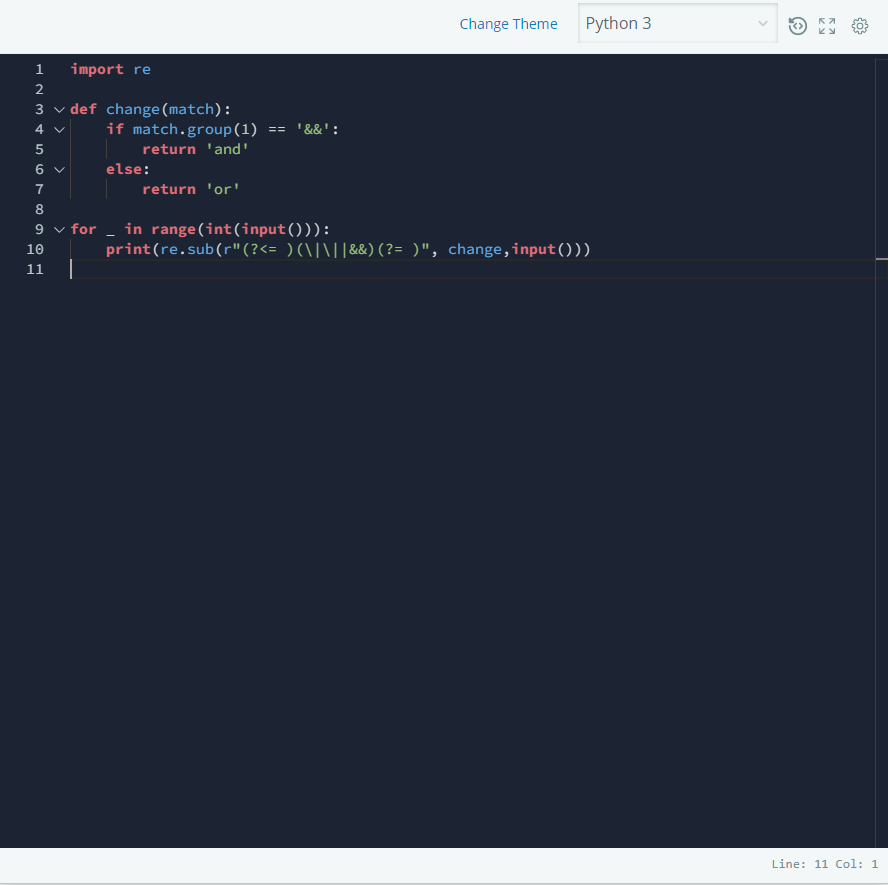 Change Theme Python 3
1 import re
2
3 def change(match):
4     if match.group(1) == '&&':
5         return 'and'
6     else:
7         return 'or'
8
9 for _ in range(int(input())):
10     print(re.sub(r"(?<= )(\|\||&&)(?= )", change,input()))
11
Line: 11 Col: 1